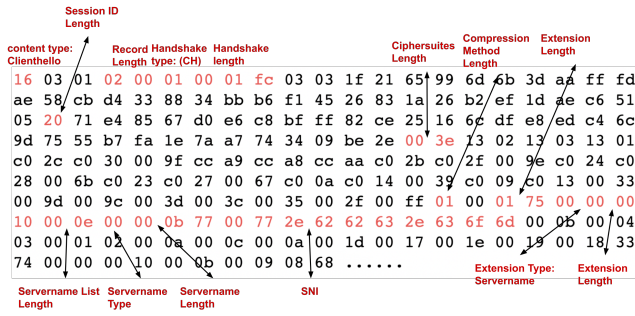 Session ID
Length
content type:
Clienthello
Record
Length
Handshake
type: (CH)
Handshake
length
Ciphersuites
Length
Compression
Method
Length
Extension
Length
16 03 01 02 00 01 00 01 fc 03 03 1f 21 65 99 6d 6b 3d aa ff fd
ae 58 cb d4 33 88 34 bb b6 f1 45 26 83 1a 26 b2 ef 1d ae c6 51
05 20 71 e4 85 67 d0 e6 c8 bf ff 82 ce 25 16 6c df e8 ed c4 6c
9d 75 55 b7 fa 1e 7a a7 74 34 09 be 2e 00 3e 13 02 13 03 13 01
c0 2c c0 30 00 9f cc a9 cc a8 cc aa c0 2b c0 2f 00 9e c0 24 c0
28 00 6b c0 23 c0 27 00 67 c0 0a c0 14 00 39 c0 09 c0 13 00 33
00 9d 00 9c 00 3d 00 3c 00 35 00 2f 00 ff 01 00 01 75 00 00 00
10 00 0e 00 00 0b 77 00 77 2e 62 62 63 2e 63 6f 6d 00 0b 00 04
03 00 01 02 00 0a 00 0c 00 0a 00 1d 00 17 00 1e 00 19 00 18 33
74 00 00 00 10 00 0b 00 09 08 68 ......
Servername List
Length
Servername
Type
Servername
Length
SNI
Extension Type:
Servername
Extension
Length